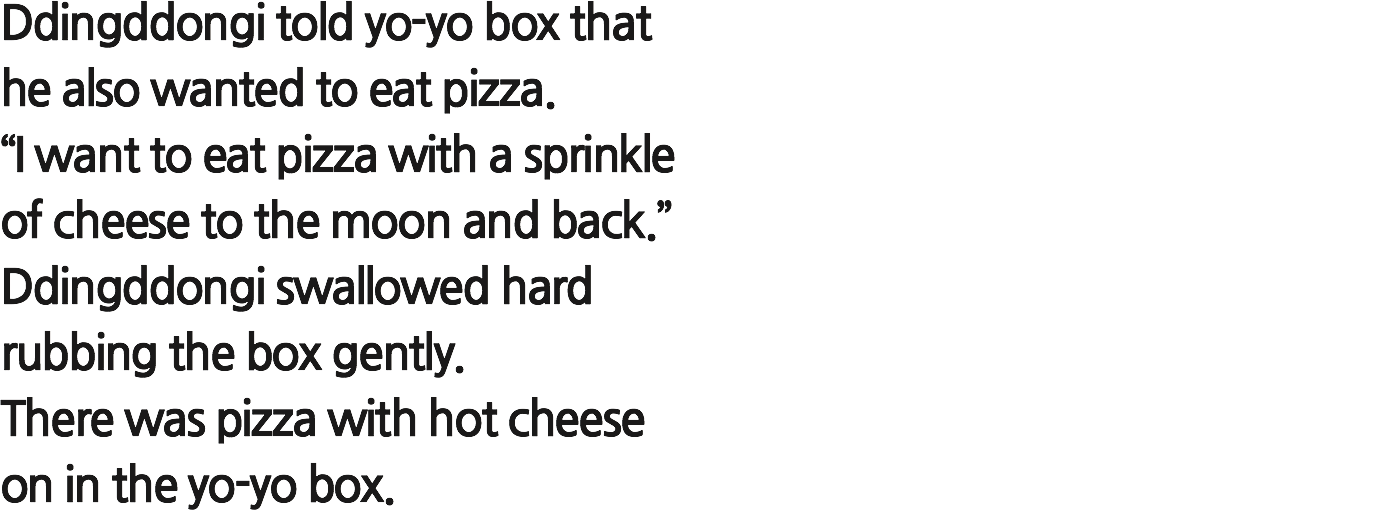 Ddingddongi told yo-yo box that
he also wanted to eat pizza.
“I want to eat pizza with a sprinkle
of cheese to the moon and back.”
Ddingddongi swallowed hard
rubbing the box gently.
There was pizza with hot cheese
on in the yo-yo box.